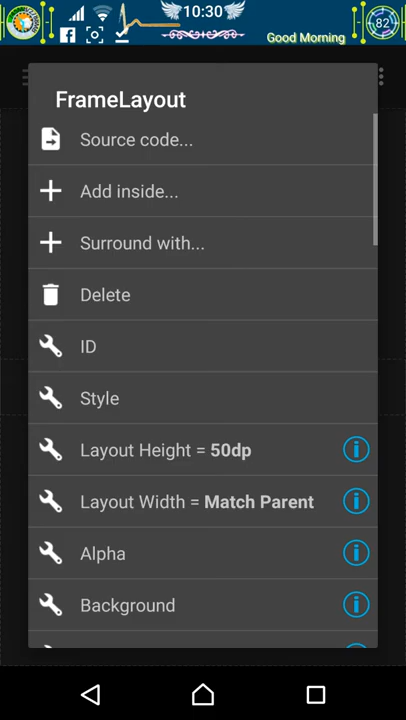 10:30
82
Good Morning
FrameLayout
Source code...
Add inside...
Surround with...
Delete
ID
Style
Layout Height = 50dp
Layout Width = Match Parent
Alpha
Background